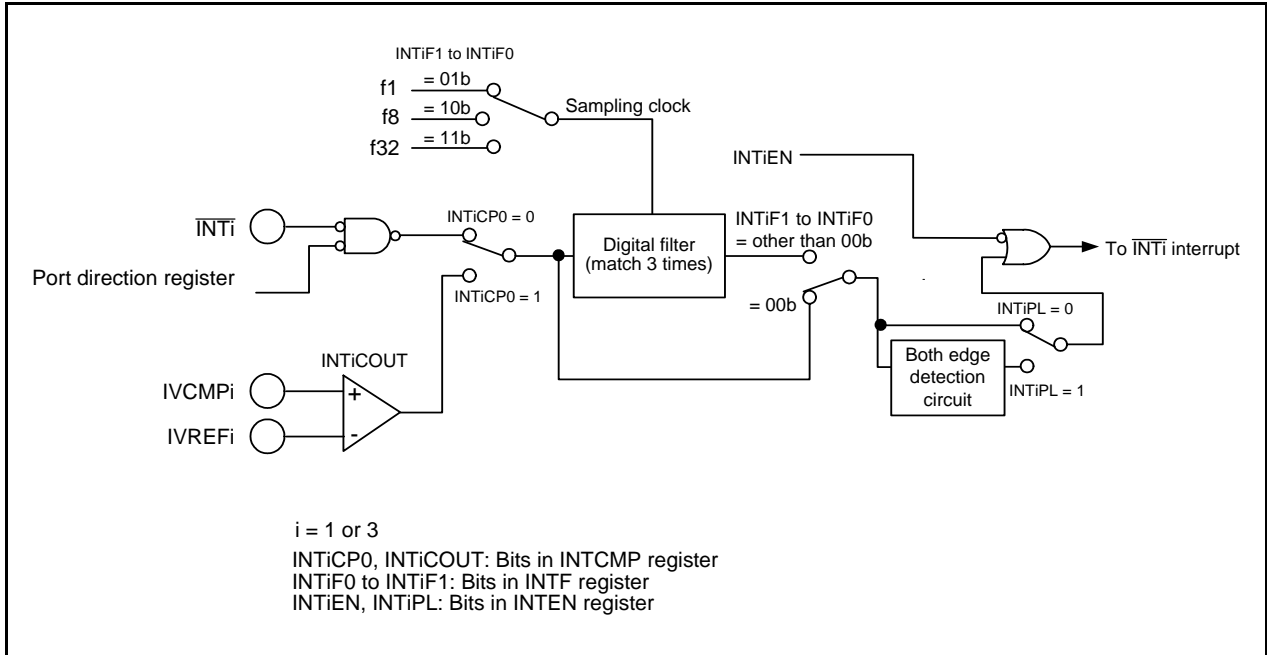 INTiF1 to INTiF0
f1
= 01b
f8
= 10b
f32
= 11b
Sampling clock
INTiEN
INTi
INTiCP0 = 0
Port direction register
INTiCP0 = 1
Digital filter
(match 3 times)
INTiF1 to INTiF0
= other than 00b
= 00b
To INTi interrupt
INTiPL = 0
Both edge
detection
circuit
INTiPL = 1
INTiCOUT
IVCMPi
+
IVREFi
-
i = 1 or 3
INTiCP0, INTiCOUT: Bits in INTCMP register
INTiF0 to INTiF1: Bits in INTF register
INTiEN, INTiPL: Bits in INTEN register